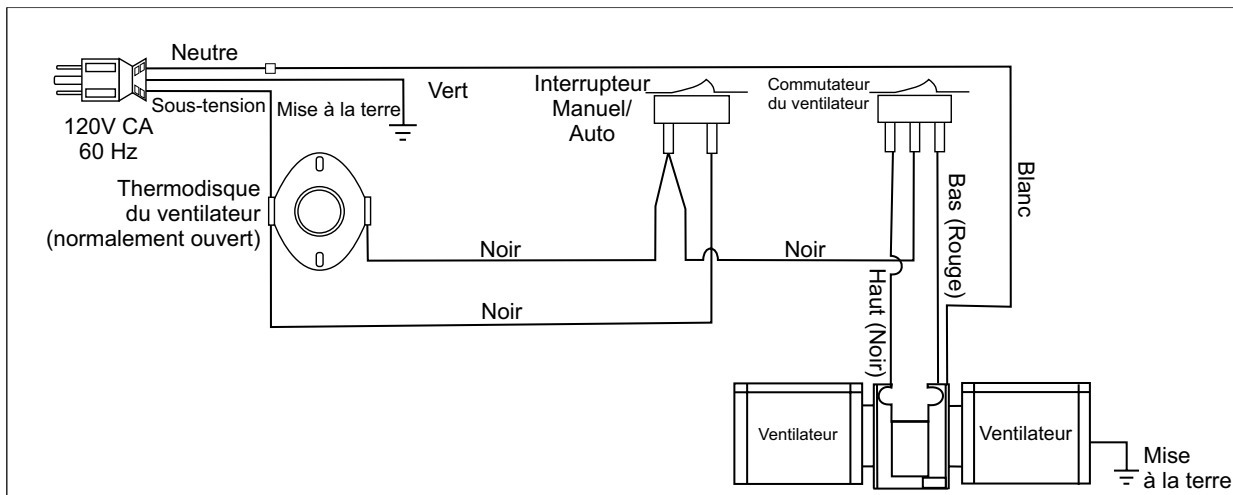 Neutre
Sous-tension
120V CA
60 Hz
Mise à la terre
Vert
Interrupteur
Manuel/
Auto
Commutateur
du ventilateur
Thermodisque
du ventilateur
(normalement ouvert)
Noir
Noir
Noir
Haut (Noir)
Bas (Rouge)
Blanc
Ventilateur
Ventilateur
Mise
à la terre